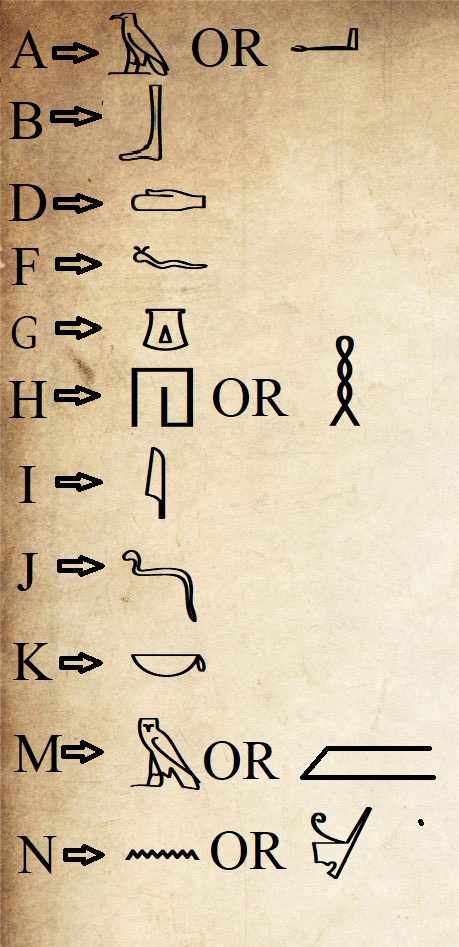 A ⇨ 𓄿 OR 𓂝
B ⇨ 𓃀
D ⇨ 𓂧
F ⇨ 𓆑
G ⇨ 𓎼
H ⇨ 𓉔 OR 𓎛
I ⇨ 𓇋
J ⇨ 𓆓
K ⇨ 𓎡
M ⇨ 𓅓 OR 𓐝
N ⇨ 𓈖 OR 𓋔